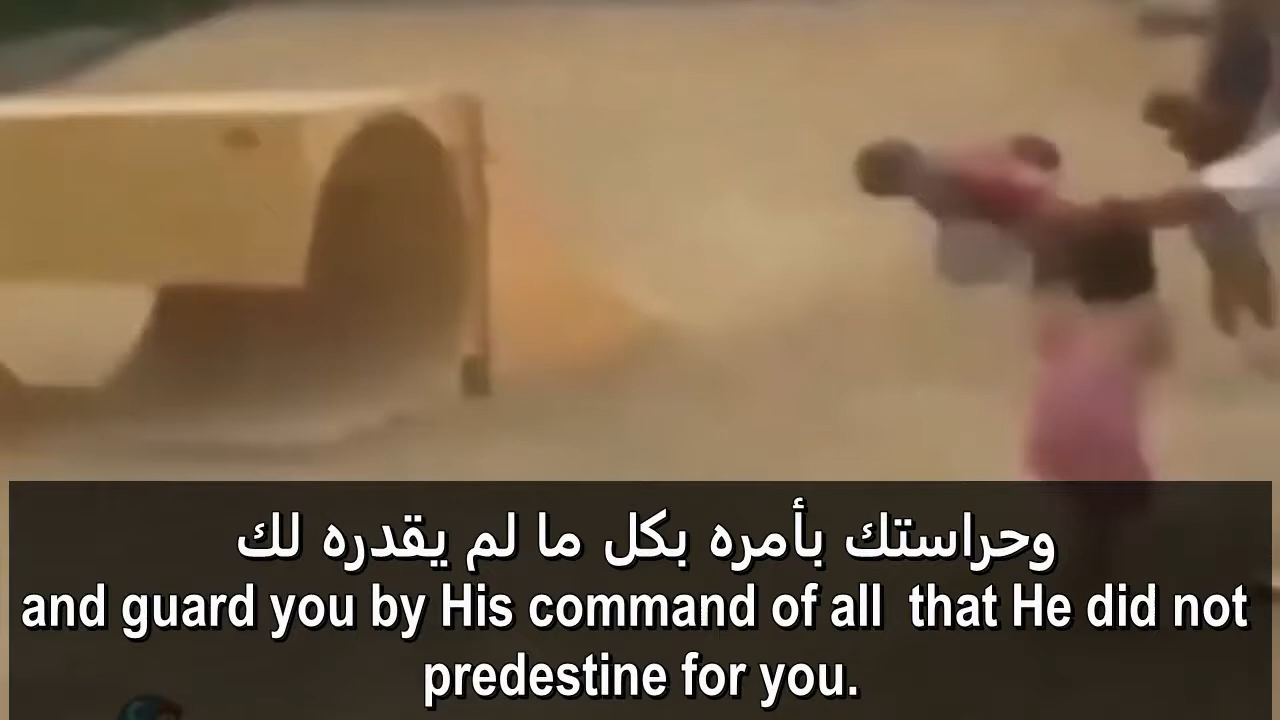 وحراستك بأمره بكل ما لم يقدره لك
and guard you by His command of all  that He did not
predestine for you.